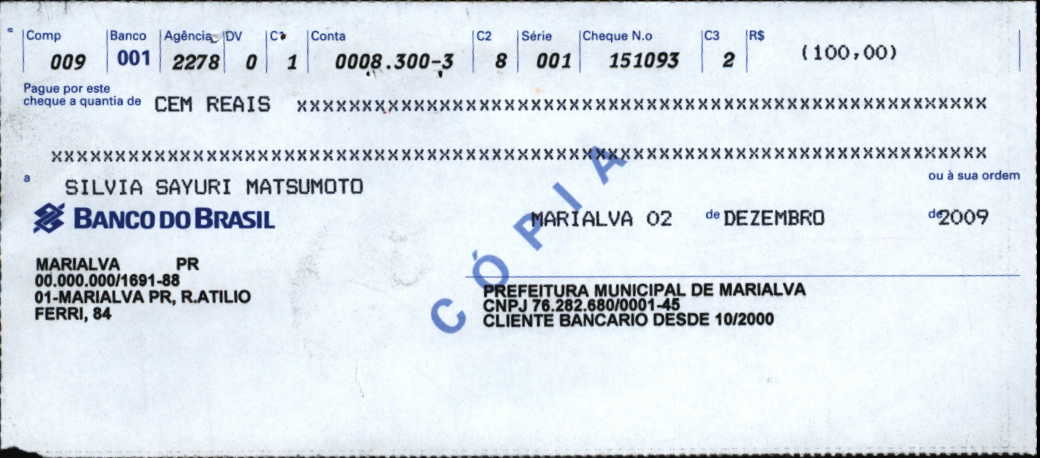 Comp Banco Agência DV C1 Conta C2 Série Cheque N.o C3 R$
009 001 2278 0 1 0008.300-3 8 001 151093 2 (100,00)
Pague por este
cheque a quantia de CEM REAIS xxxxxxxxxxxxxxxxxxxxxxxxxxxxxxxxxxxxxxxxxxxxxxxxxxxxx
xxxxxxxxxxxxxxxxxxxxxxxxxxxxxxxxxxxxxxxxxxxxxxxxxxxxxxxxxxxxxxxxxxxxxxxx
a SILVIA SAYURI MATSUMOTO ou à sua ordem
BANCO DO BRASIL
MARIALVA 02 de DEZEMBRO de 2009
MARIALVA PR
00.000.000/1691-88
01-MARIALVA PR, R.ATILIO
FERRI, 84
PREFEITURA MUNICIPAL DE MARIALVA
CNPJ 76.282.680/0001-45
CLIENTE BANCARIO DESDE 10/2000
CÓPIA